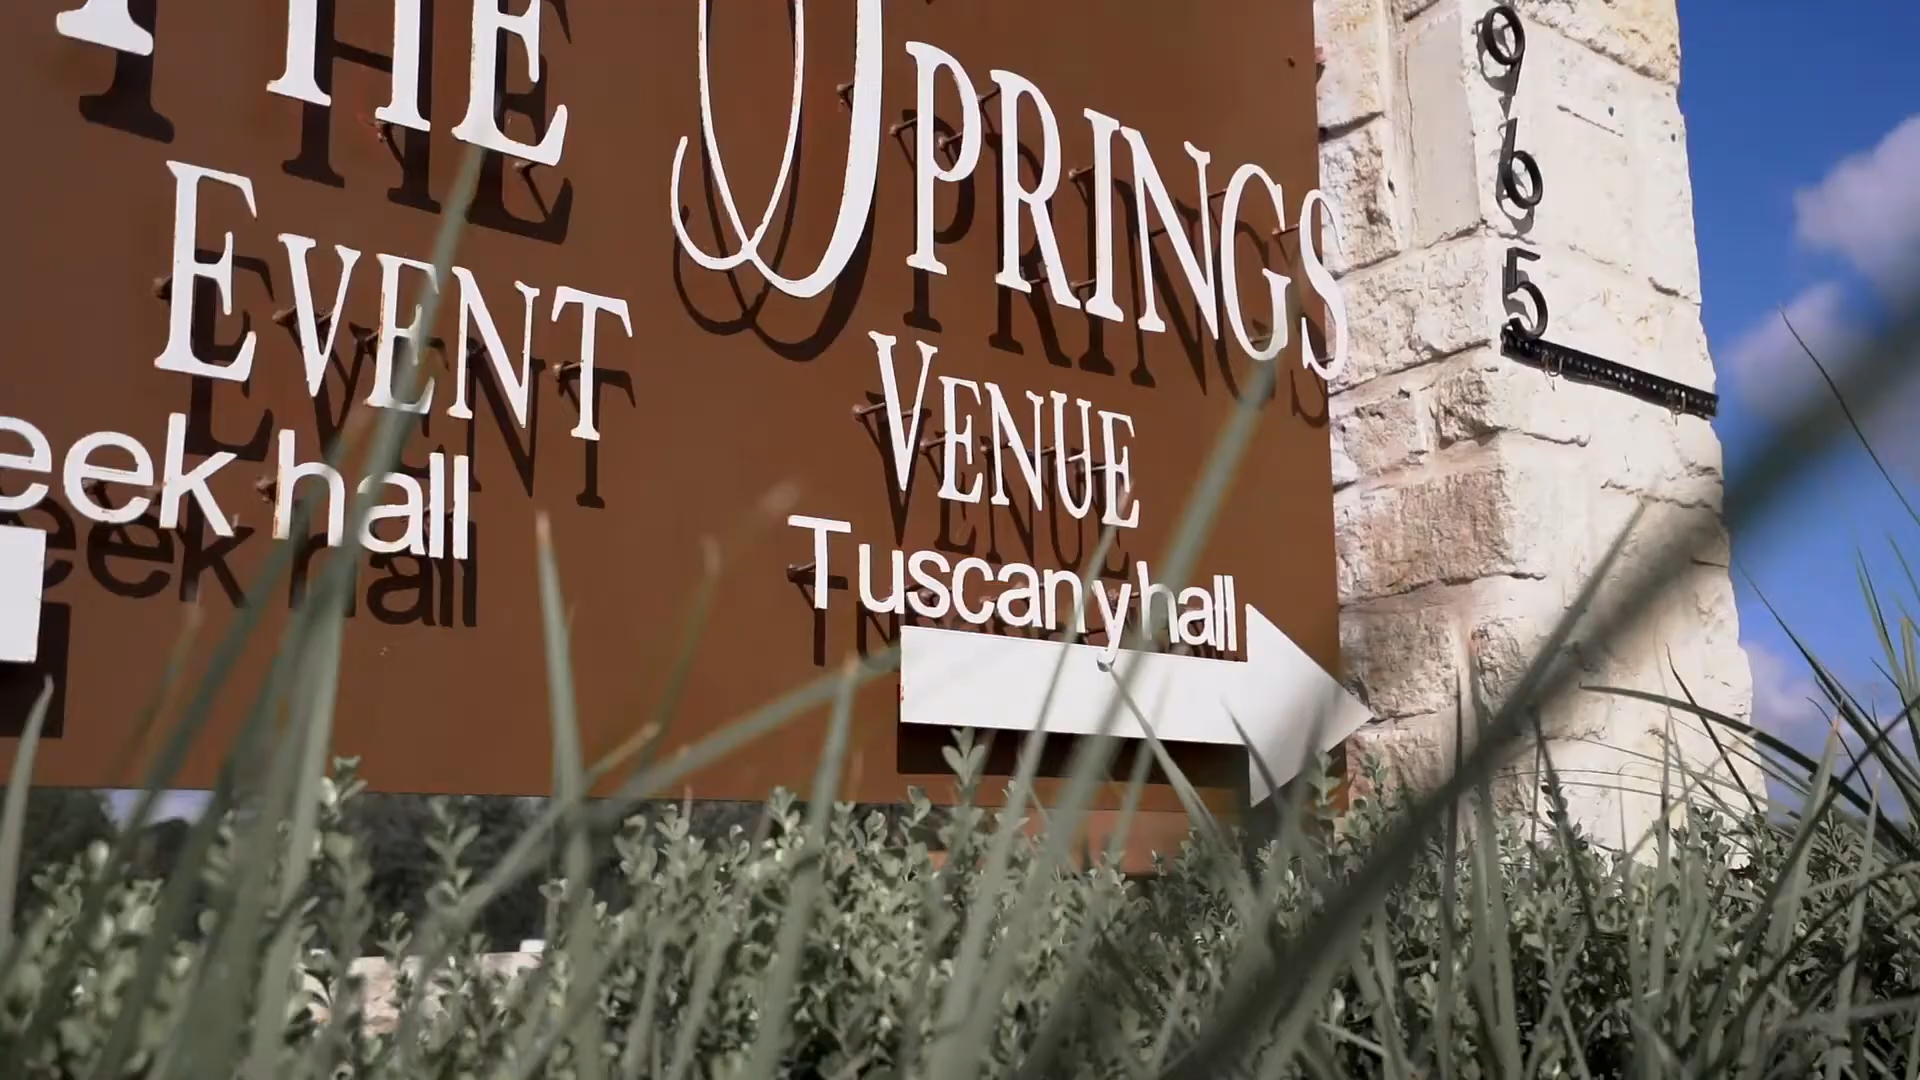 THE SPRINGS
EVENT VENUE
eek hall
Tuscany hall
965